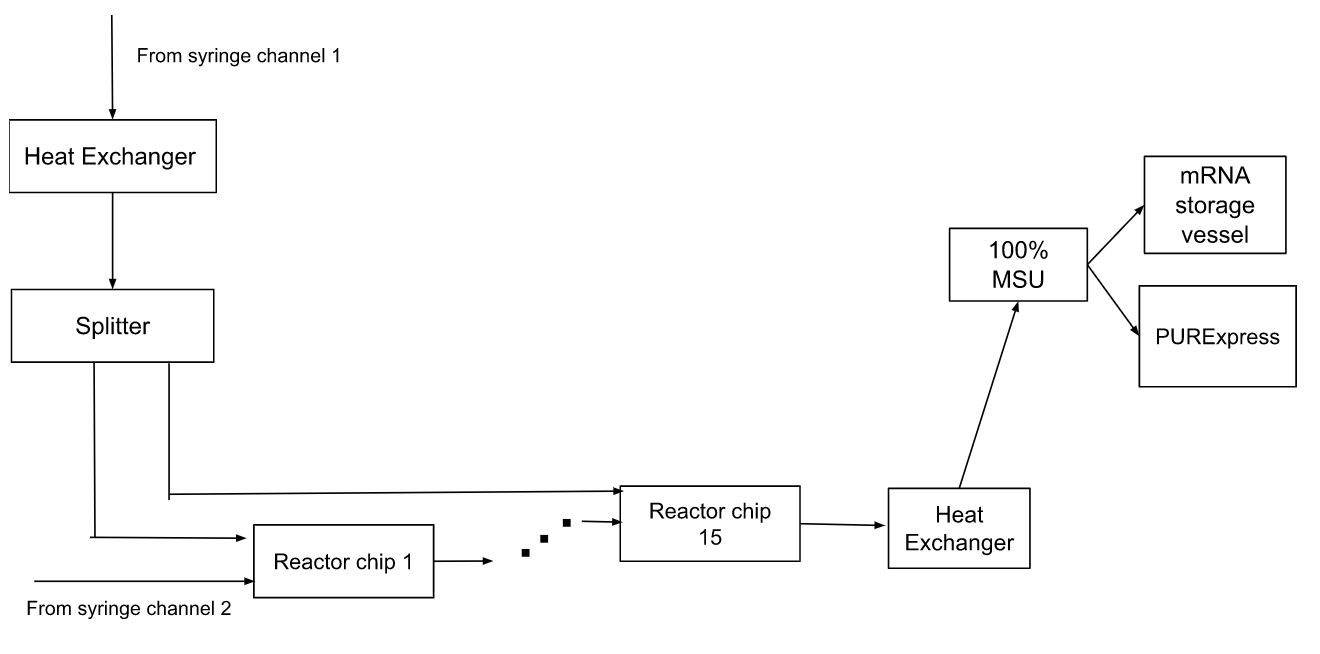 From syringe channel 1
Heat Exchanger
Splitter
mRNA
storage
vessel
100%
MSU
PURExpress
Reactor chip
15
Heat
Exchanger
Reactor chip 1
From syringe channel 2